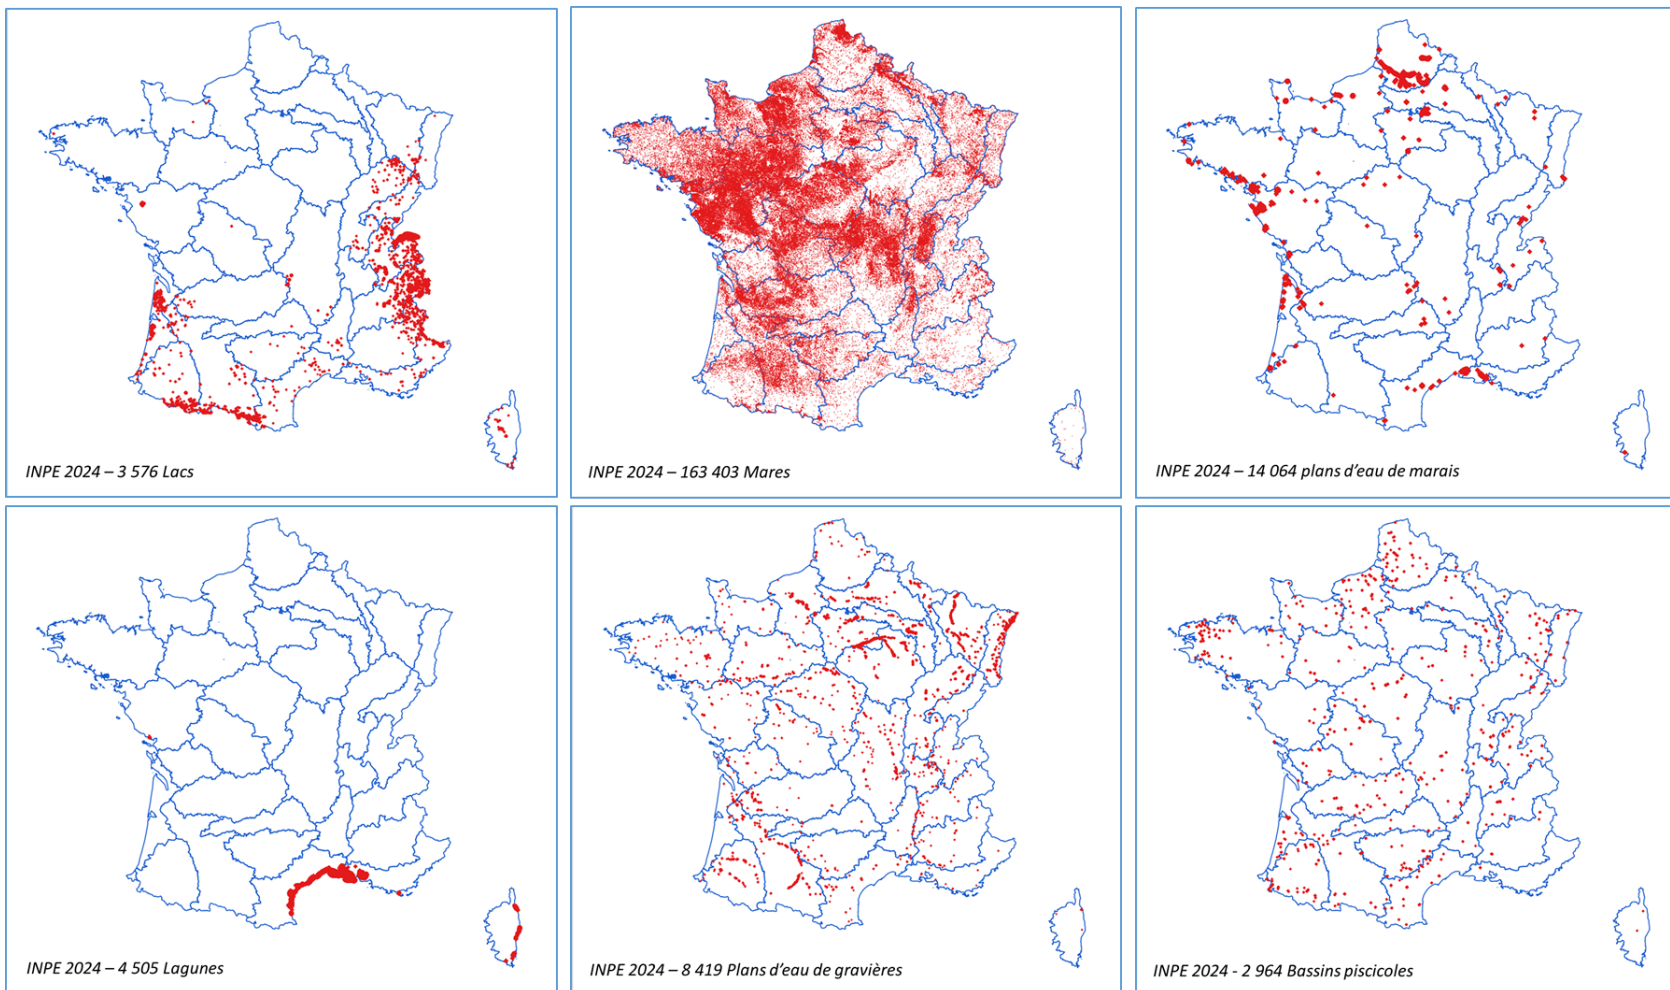 INPE 2024 – 3 576 Lacs
INPE 2024 – 163 403 Mares
INPE 2024 – 14 064 plans d'eau de marais
INPE 2024 – 4 505 Lagunes
INPE 2024 – 8 419 Plans d'eau de gravières
INPE 2024 - 2 964 Bassins piscicoles